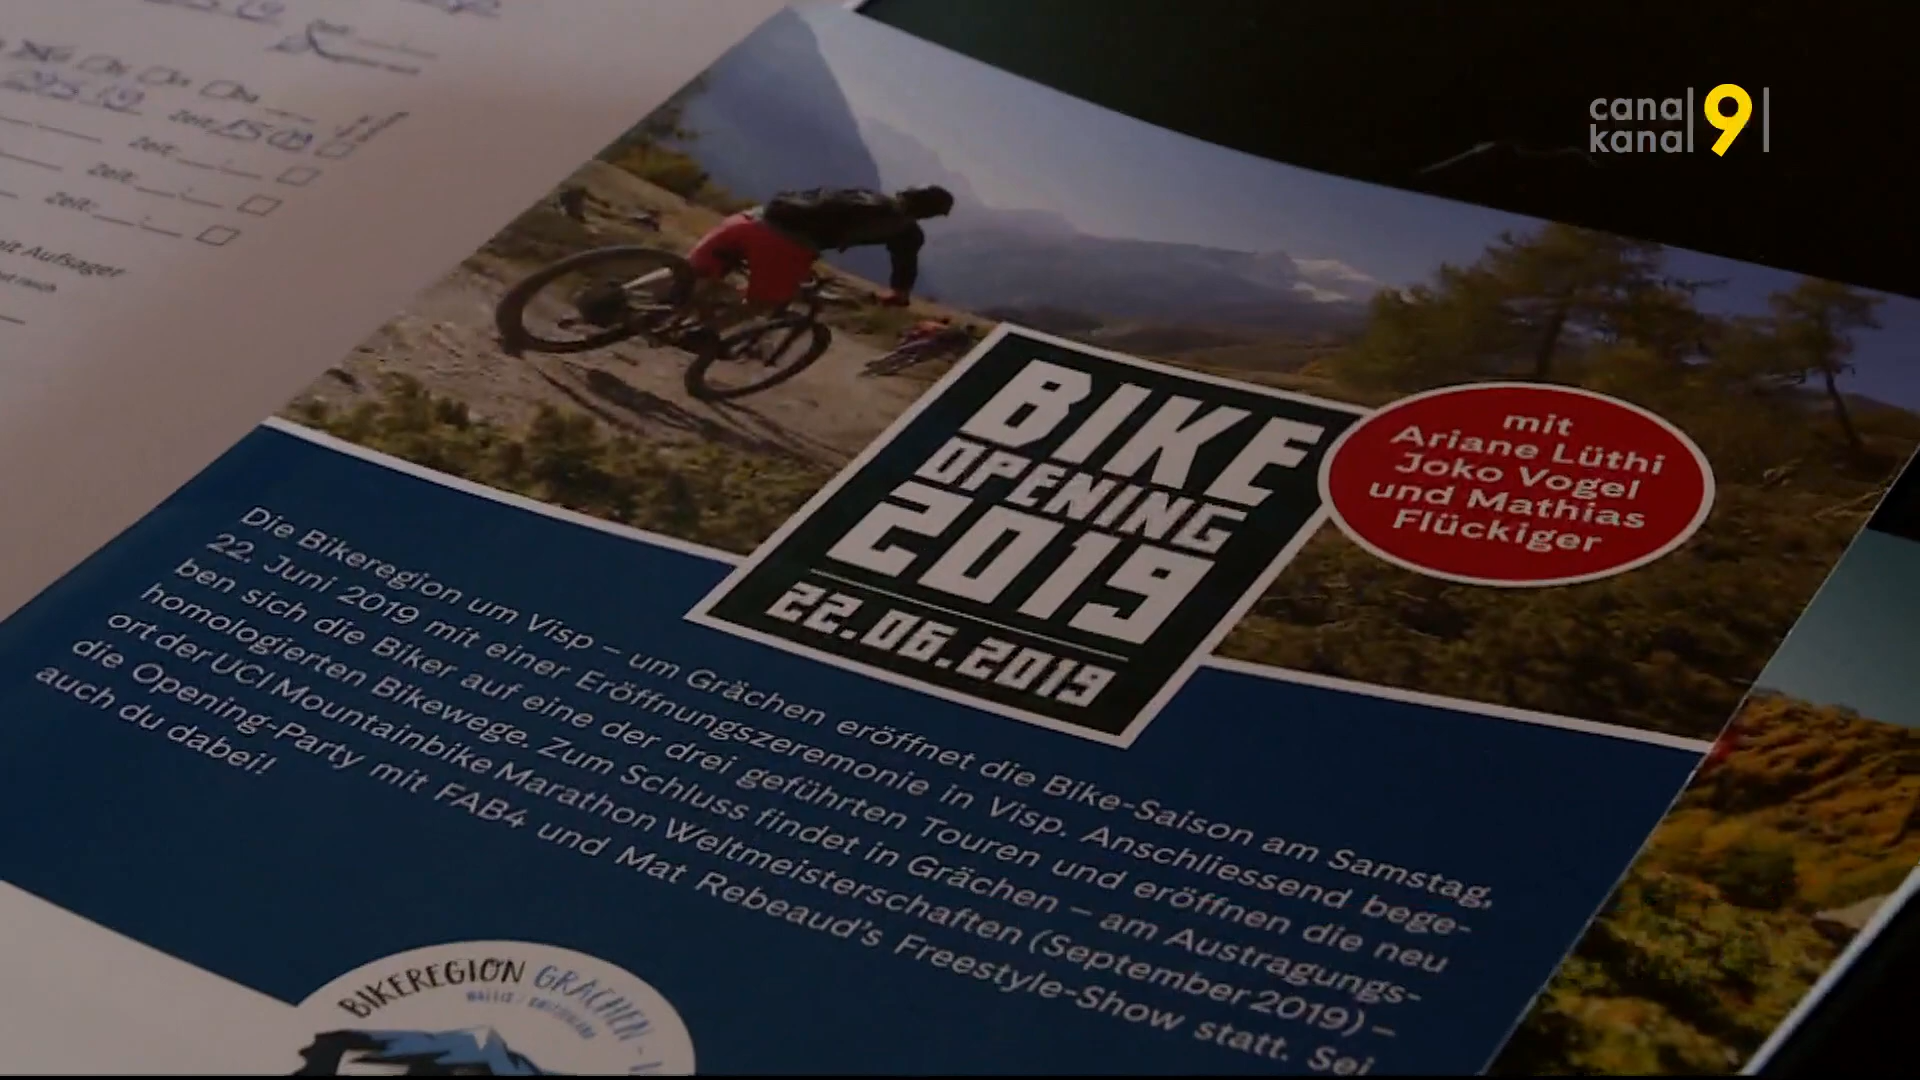 canal 9
kanal
BIKE
OPENING
2019
22.06.2019
mit
Ariane Lüthi
Joko Vogel
und Mathias
Flückiger
Die Bikeregion um Visp – um Grächen eröffnet die Bike-Saison am Samstag,
22. Juni 2019 mit einer Eröffnungszeremonie in Visp. Anschliessend bege-
ben sich die Biker auf eine der drei geführten Touren und eröffnen die neu
homologierten Bikewege. Zum Schluss findet in Grächen – am Austragungs-
ort der UCI Mountainbike Marathon Weltmeisterschaften (September 2019) –
die Opening-Party mit FAB4 und Mat Rebeaud's Freestyle-Show statt. Sei
auch du dabei!
BIKEREGION GRÄCHEN -
Zeit:
Zeit:
Zeit:
Zeit:
Aufsager